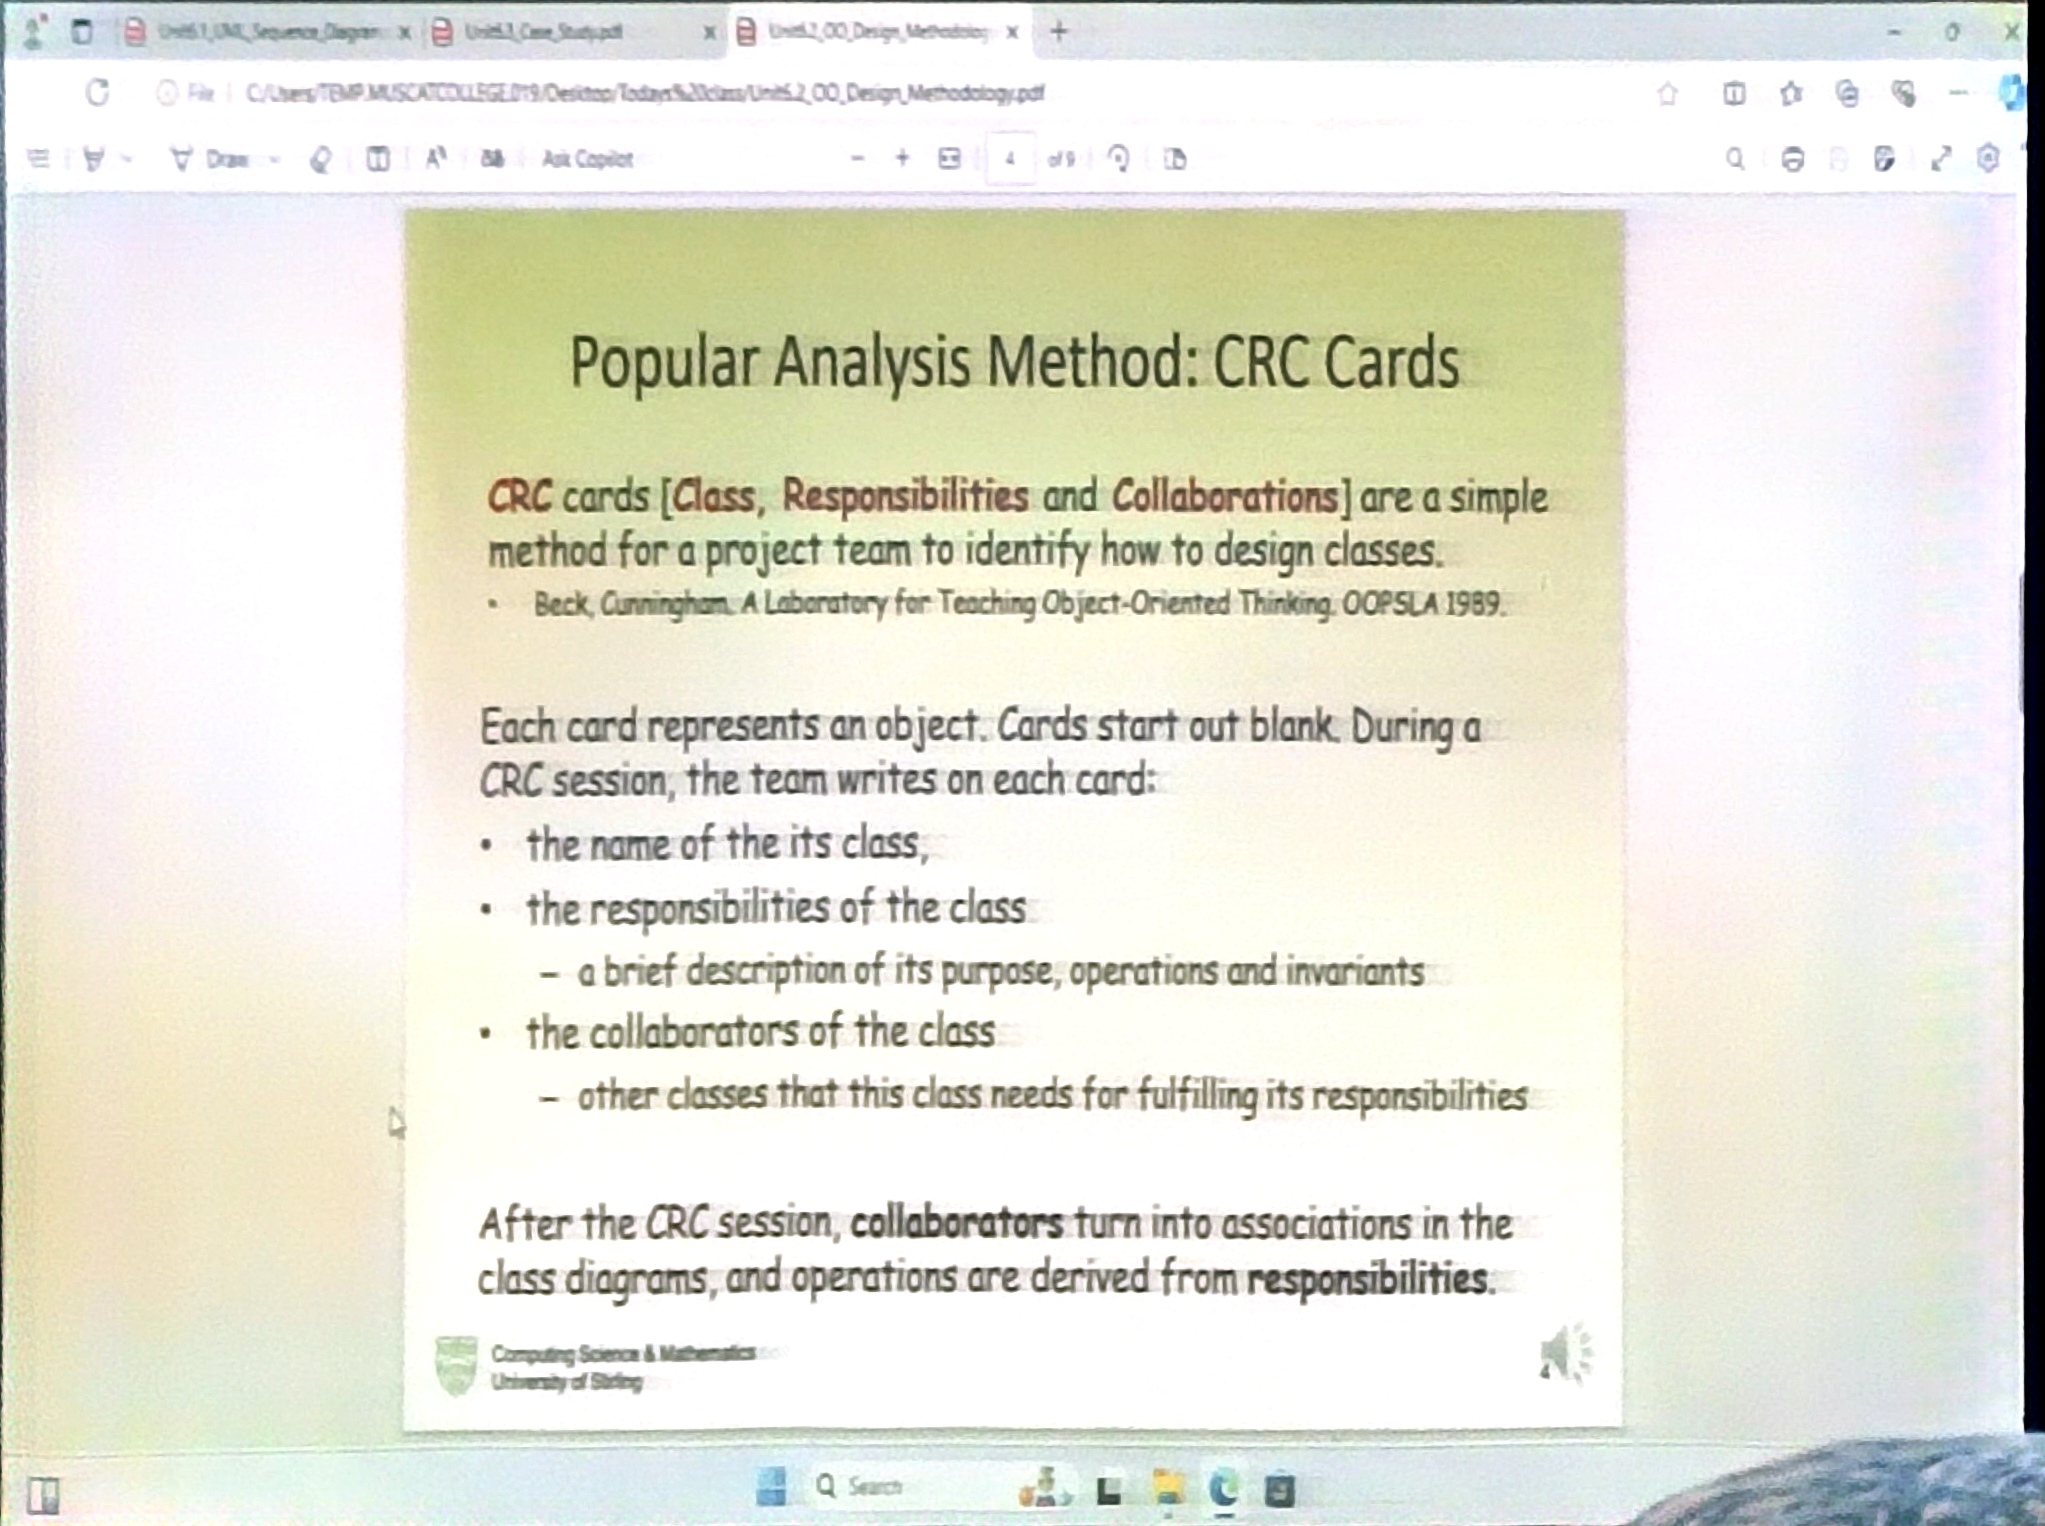 Unit6.1_UML_Sequence_Diagram
Unit6.3_Case_Study.pdf
Unit6.2_OO_Design_Methodolog
File
C:/Users/TEMP.MUSCATCOLLEGE.019/Desktop/Todays%20class/Unit6.2_OO_Design_Methodology.pdf
Draw
Ask Copilot
4
of 9
Popular Analysis Method: CRC Cards
CRC cards [Class, Responsibilities and Collaborations] are a simple
method for a project team to identify how to design classes.
• Beck, Cunningham. A Laboratory for Teaching Object-Oriented Thinking. OOPSLA 1989.
Each card represents an object. Cards start out blank. During a
CRC session, the team writes on each card:
• the name of the its class,
• the responsibilities of the class
– a brief description of its purpose, operations and invariants
• the collaborators of the class
– other classes that this class needs for fulfilling its responsibilities
After the CRC session, collaborators turn into associations in the
class diagrams, and operations are derived from responsibilities.
Computing Science & Mathematics
University of Stirling
4
Search